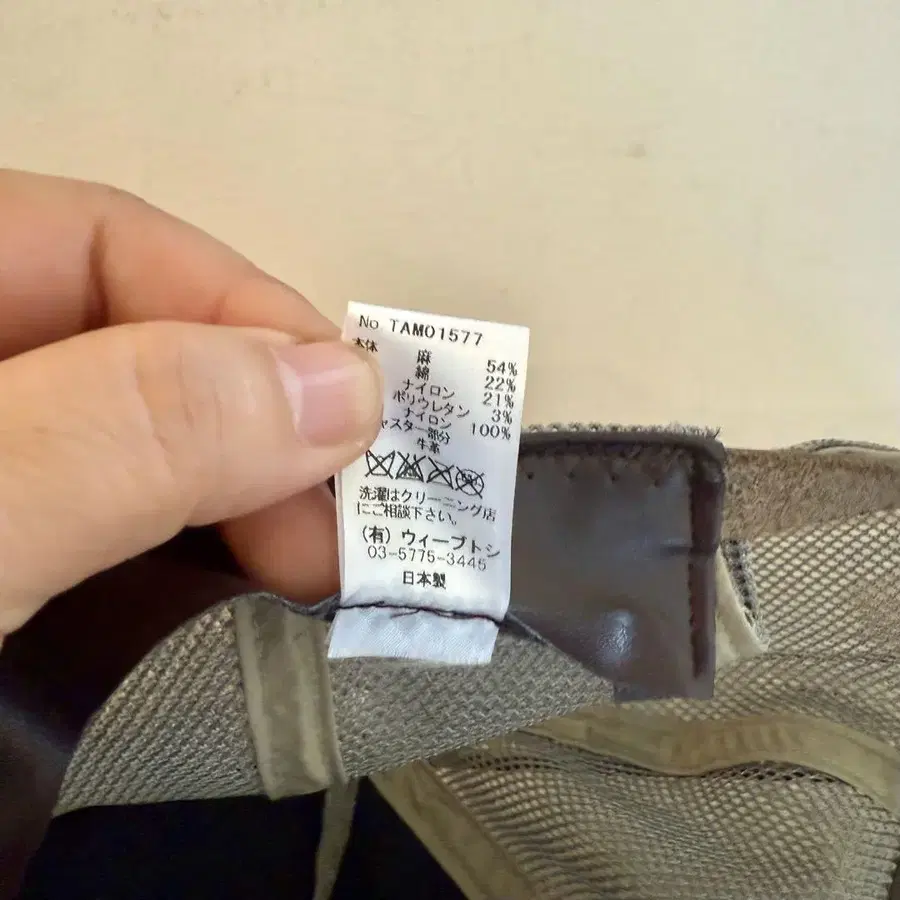 No TAM01577
本体
麻 54%
綿 22%
ナイロン 21%
ポリウレタン 3%
ナイロン 100%
ャスター部分
牛革
洗濯はクリーニング店
にご相談下さい。
(有) ウィーブトシ
03-5775-3445
日本製